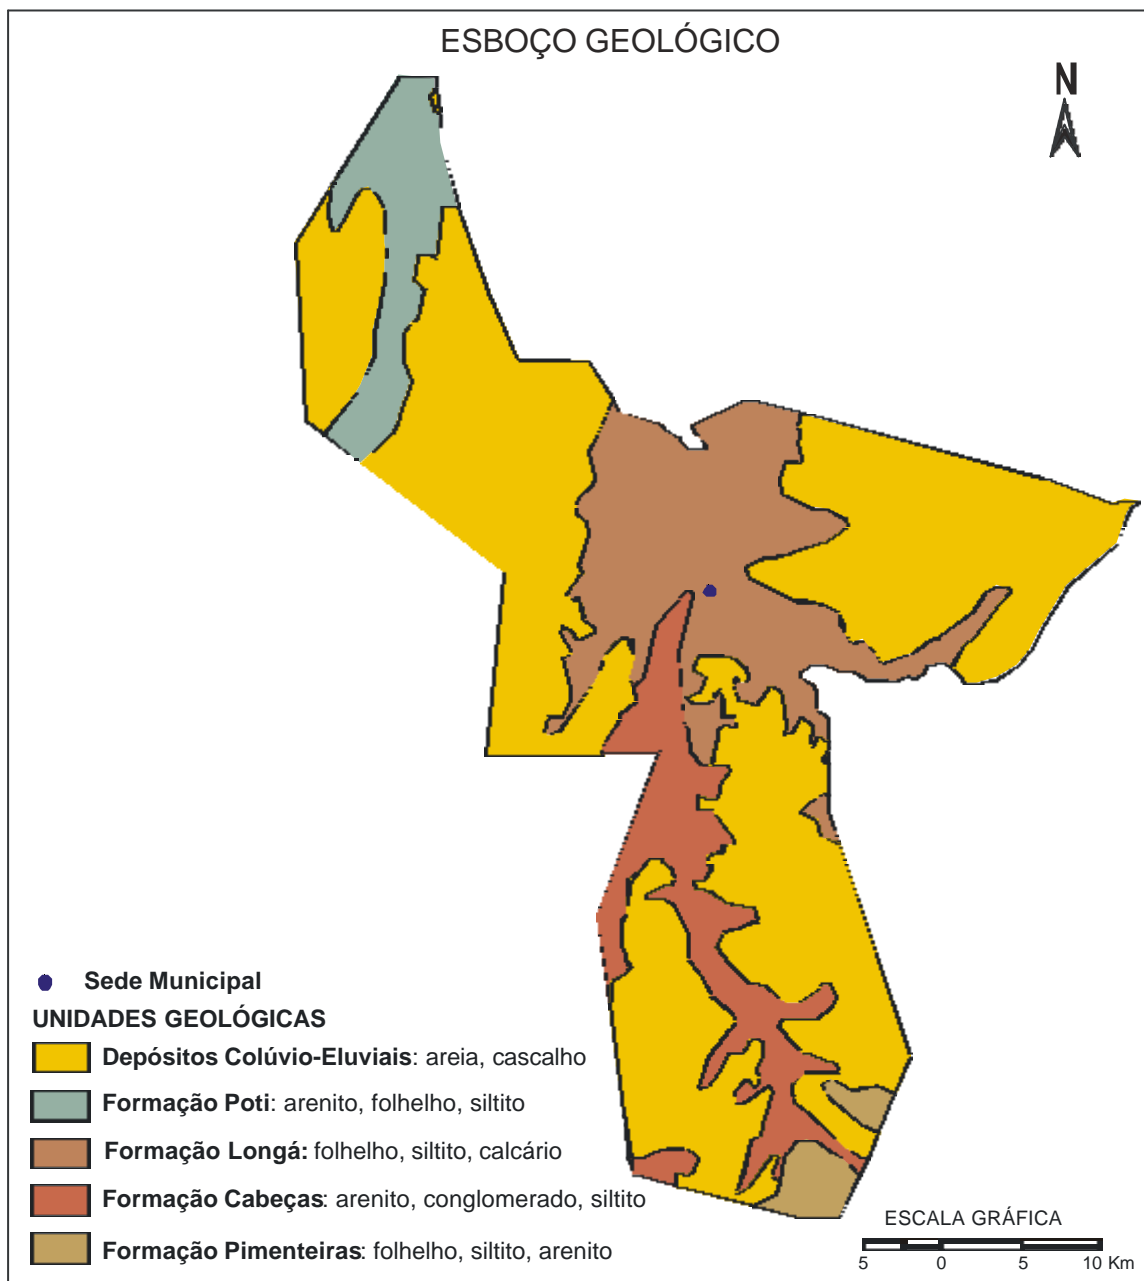 ESBOÇO GEOLÓGICO
N
Sede Municipal
UNIDADES GEOLÓGICAS
Depósitos Colúvio-Eluviais: areia, cascalho
Formação Poti: arenito, folhelho, siltito
Formação Longá: folhelho, siltito, calcário
Formação Cabeças: arenito, conglomerado, siltito
Formação Pimenteiras: folhelho, siltito, arenito
ESCALA GRÁFICA
5 0 5 10 Km